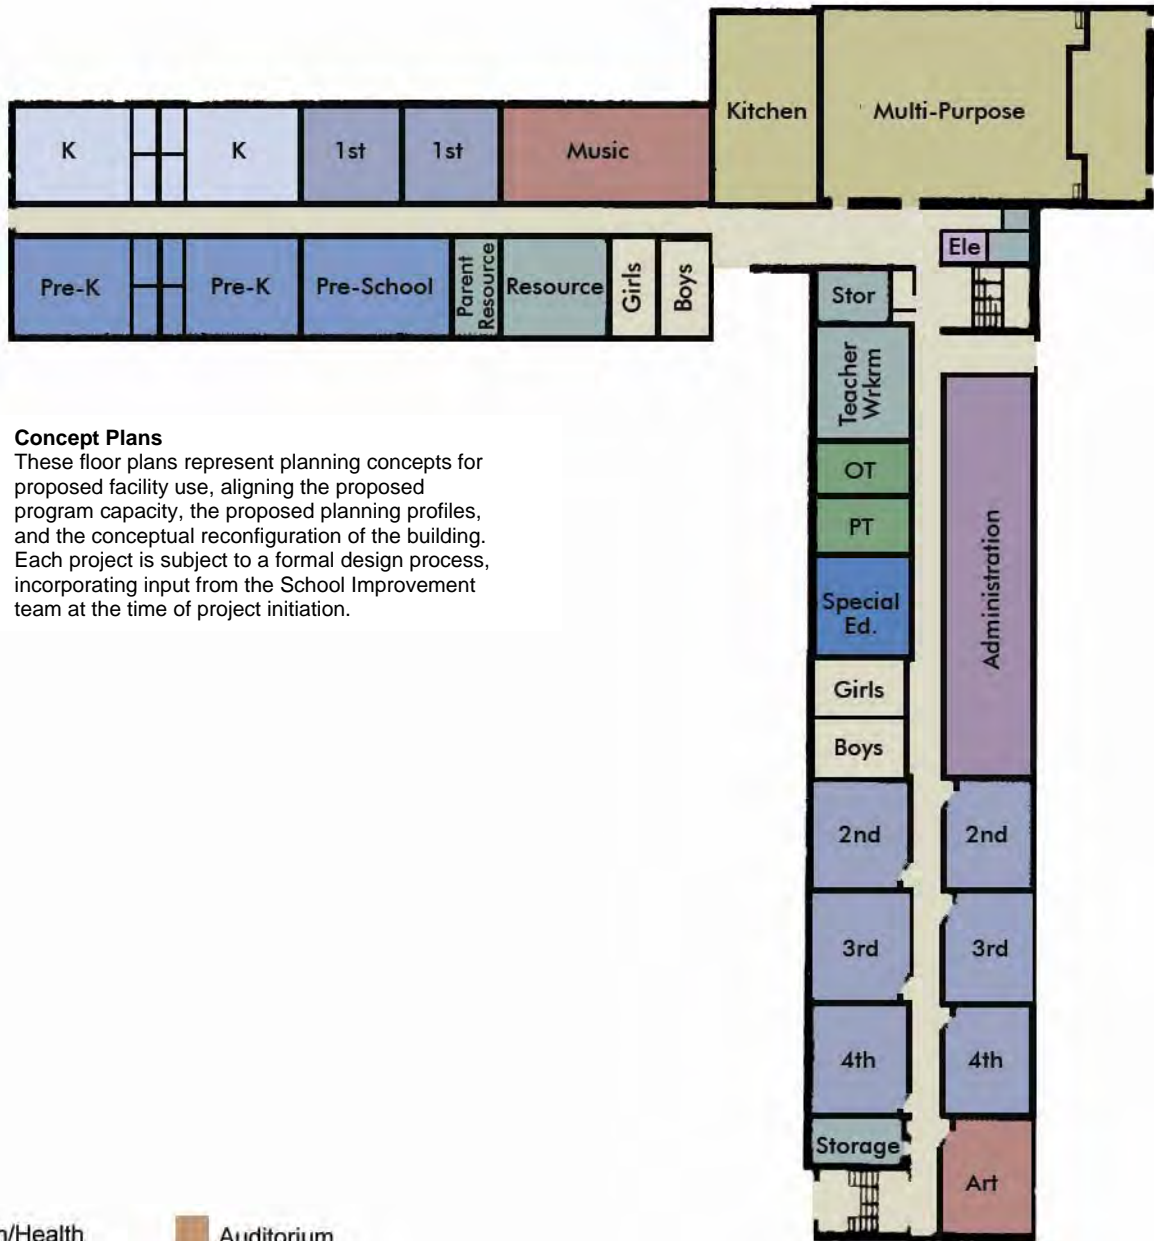 Kitchen
Multi-Purpose
K
K
1st
1st
Music
Ele
Pre-K
Pre-K
Pre-School
Parent
Resource
Resource
Girls
Boys
Stor
Teacher
Wrkrm
OT
PT
Special
Ed.
Administration
Girls
Boys
2nd
2nd
3rd
3rd
4th
4th
Storage
Art
Concept Plans
These floor plans represent planning concepts for
proposed facility use, aligning the proposed
program capacity, the proposed planning profiles,
and the conceptual reconfiguration of the building.
Each project is subject to a formal design process,
incorporating input from the School Improvement
team at the time of project initiation.
/Health
Auditorium